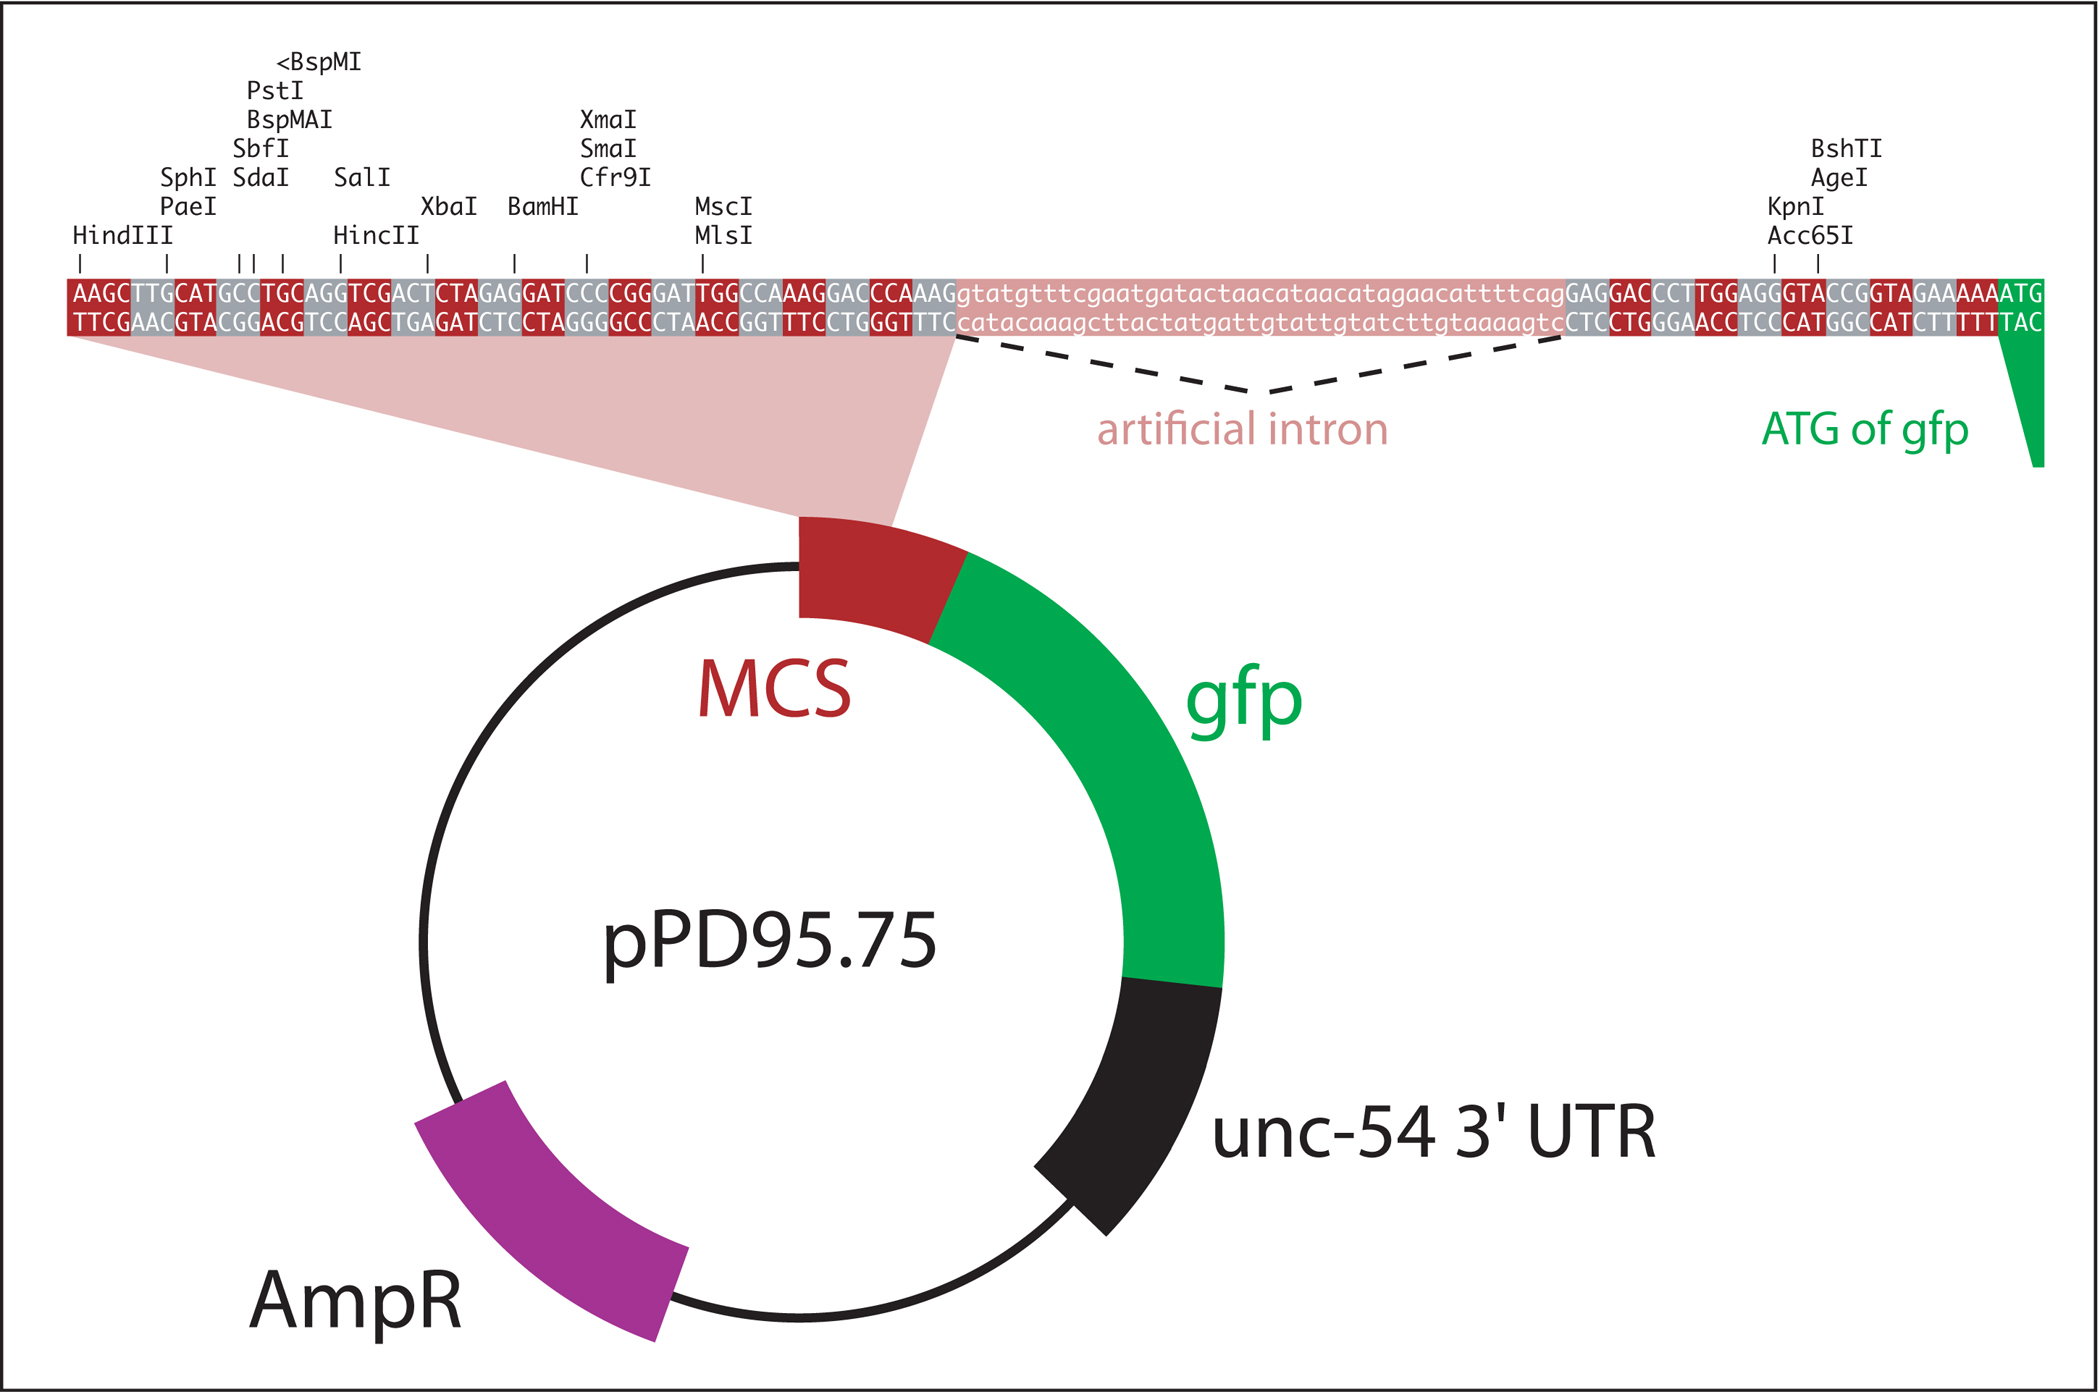 <BspMI
PstI
BspMAI XmaI
SbfI SmaI BshTI
SphI SdaI SalI Cfr9I AgeI
PaeI XbaI BamHI MscI KpnI
HindIII HincII MlsI Acc65I
AAGCTTGCATGCCTGCAGGTCGACTCTAGAGGATCCCCGGGATTGGCCAAAGGACCCAAAGgtatgtttcgaatgatactaacataacatagaacattttcagGAGGACCCTTGGAGGGTACCGGTAGAAAAAATG
TTCGAACGTACGGACGTCCAGCTGAGATCTCCTAGGGGCCCTAACCGGTTTCCTGGGTTTCcatacaaagcttactatgattgtattgtatcttgtaaaagtcCTCCTGGGAACCTCCCATGGCCATCTTTTTTAC
artificial intron ATG of gfp
MCS
gfp
pPD95.75
unc-54 3' UTR
AmpR